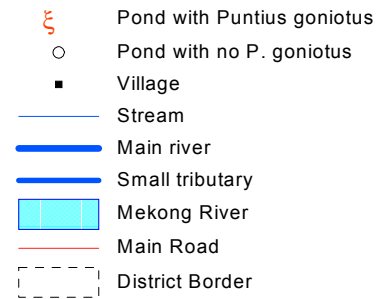 ξ Pond with Puntius goniotus
Pond with no P. goniotus
Village
Stream
Main river
Small tributary
Mekong River
Main Road
District Border